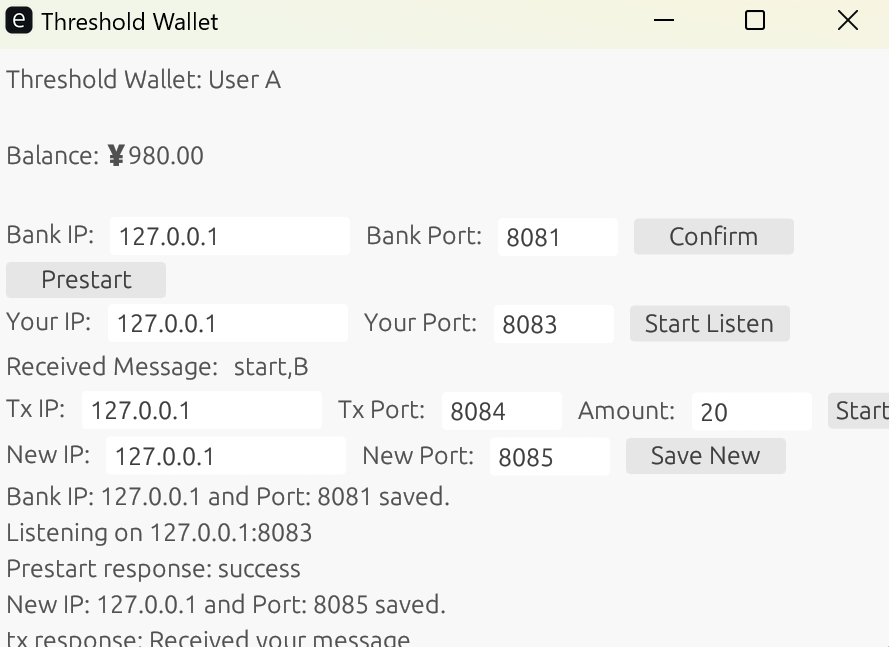 e Threshold Wallet
Threshold Wallet: User A
Balance: ¥980.00
Bank IP: 127.0.0.1 Bank Port: 8081 Confirm
Prestart
Your IP: 127.0.0.1 Your Port: 8083 Start Listen
Received Message: start,B
Tx IP: 127.0.0.1 Tx Port: 8084 Amount: 20 Start
New IP: 127.0.0.1 New Port: 8085 Save New
Bank IP: 127.0.0.1 and Port: 8081 saved.
Listening on 127.0.0.1:8083
Prestart response: success
New IP: 127.0.0.1 and Port: 8085 saved.
tx response: Received your message